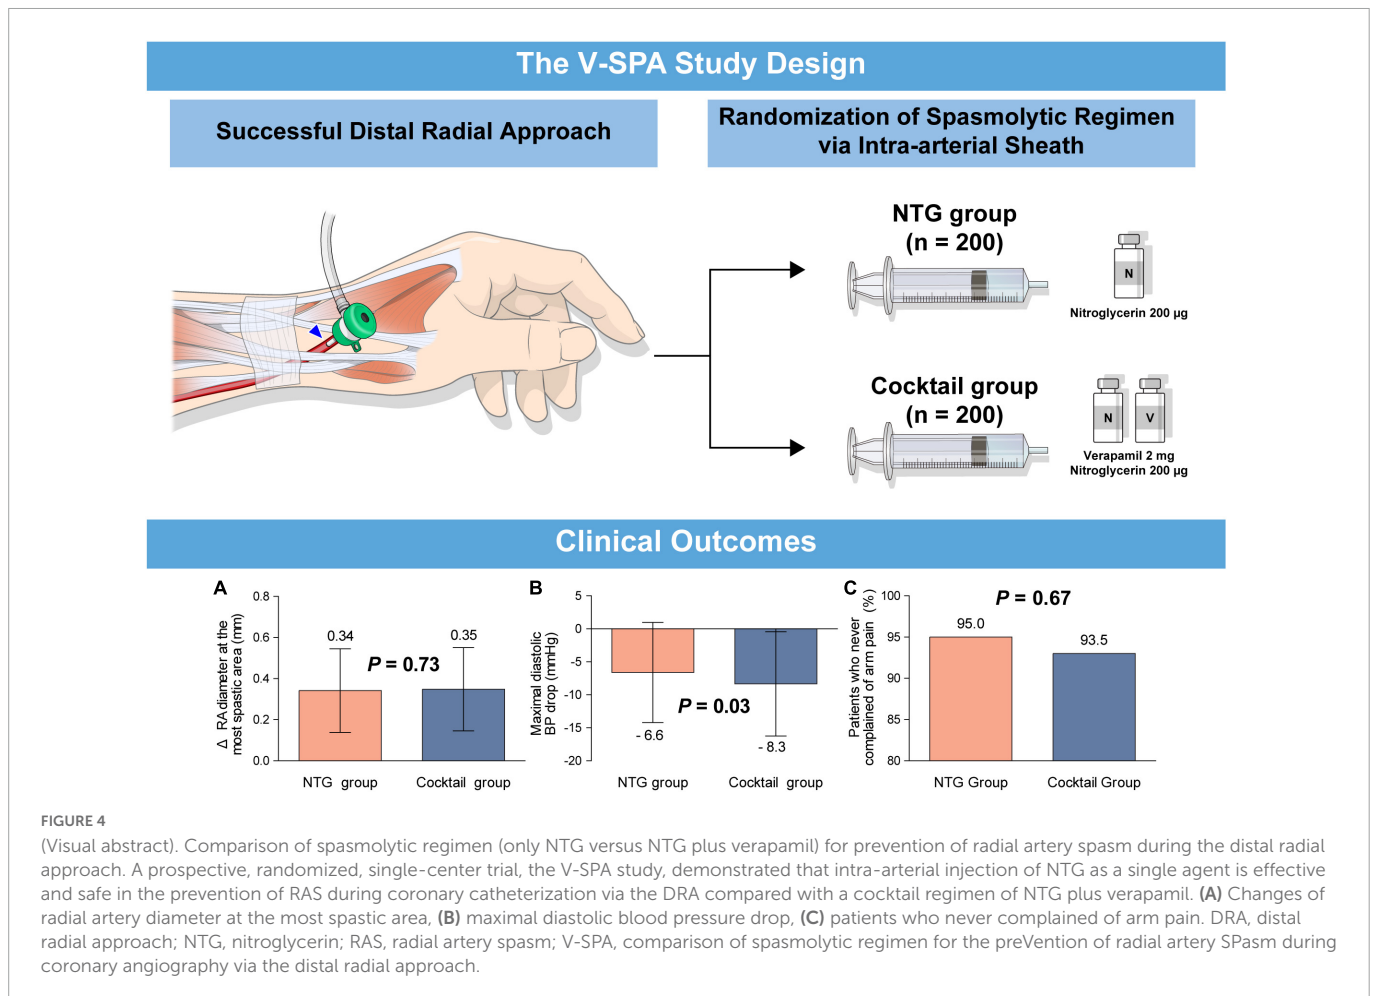 The V-SPA Study Design
Successful Distal Radial Approach
Randomization of Spasmolytic Regimen
via Intra-arterial Sheath
NTG group
(n = 200)
N
Nitroglycerin 200 μg
Cocktail group
(n = 200)
N V
Verapamil 2 mg
Nitroglycerin 200 μg
Clinical Outcomes
A
Δ RA diameter at the
most spastic area (mm)
0.8
0.6
0.4
0.2
0.0
0.34
0.35
P = 0.73
NTG group
Cocktail group
B
Maximal diastolic
BP drop (mmHg)
5
0
-5
-10
-15
-20
P = 0.03
- 6.6
- 8.3
NTG group
Cocktail group
C
Patients who never
complained of arm pain (%)
100
95
90
85
80
P = 0.67
95.0
93.5
NTG Group
Cocktail Group
FIGURE 4
(Visual abstract). Comparison of spasmolytic regimen (only NTG versus NTG plus verapamil) for prevention of radial artery spasm during the distal radial
approach. A prospective, randomized, single-center trial, the V-SPA study, demonstrated that intra-arterial injection of NTG as a single agent is effective
and safe in the prevention of RAS during coronary catheterization via the DRA compared with a cocktail regimen of NTG plus verapamil. (A) Changes of
radial artery diameter at the most spastic area, (B) maximal diastolic blood pressure drop, (C) patients who never complained of arm pain. DRA, distal
radial approach; NTG, nitroglycerin; RAS, radial artery spasm; V-SPA, comparison of spasmolytic regimen for the preVention of radial artery SPasm during
coronary angiography via the distal radial approach.